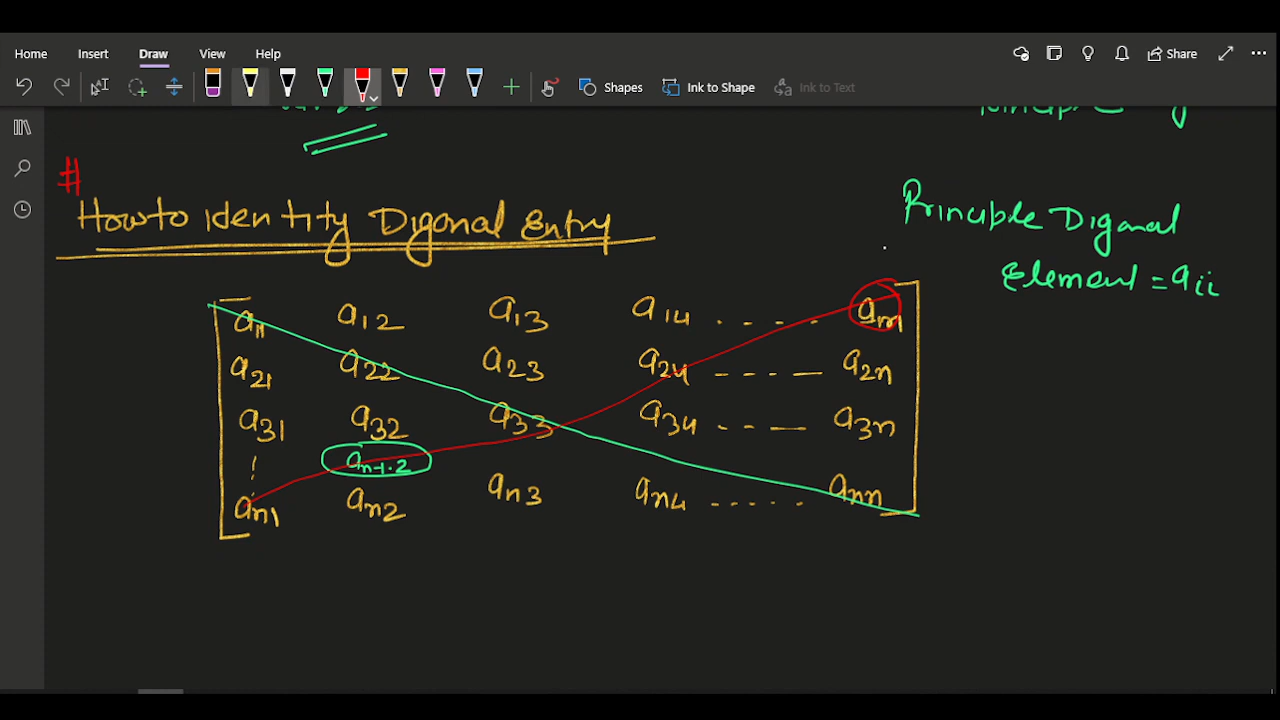 Home Insert Draw View Help Share
Shapes Ink to Shape Ink to Text
#
How to Identity Digonal Entry
Principle Digonal
Element = aii
a11 a12 a13 a14 . . . . . an1
a21 a22 a23 a24 ---- — a2n
a31 a32 a33 a34 --- — a3n
an-1.2
an1 an2 an3 an4 ...... ann